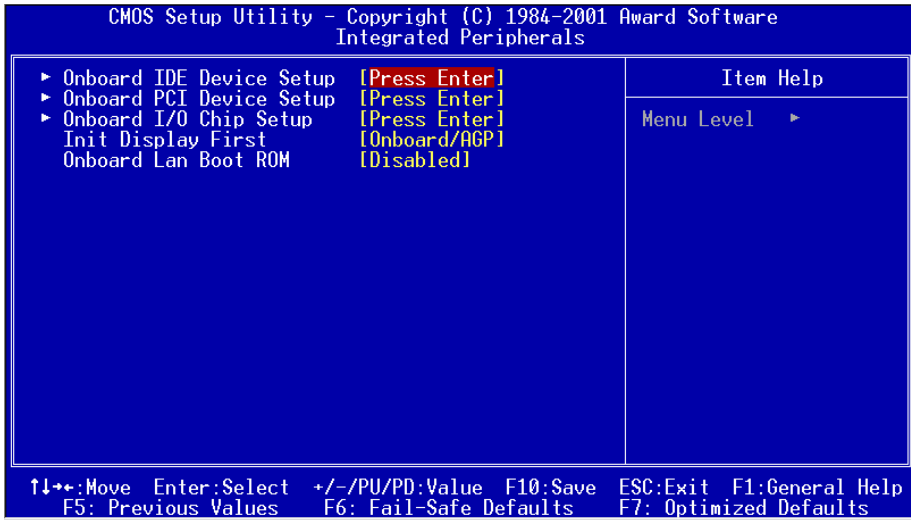 CMOS Setup Utility – Copyright (C) 1984-2001 Award Software
Integrated Peripherals
► Onboard IDE Device Setup [Press Enter]
► Onboard PCI Device Setup [Press Enter]
► Onboard I/O Chip Setup [Press Enter]
Init Display First [Onboard/AGP]
Onboard Lan Boot ROM [Disabled]
Item Help
Menu Level ►
↑↓→←:Move Enter:Select +/-/PU/PD:Value F10:Save ESC:Exit F1:General Help
F5: Previous Values F6: Fail-Safe Defaults F7: Optimized Defaults